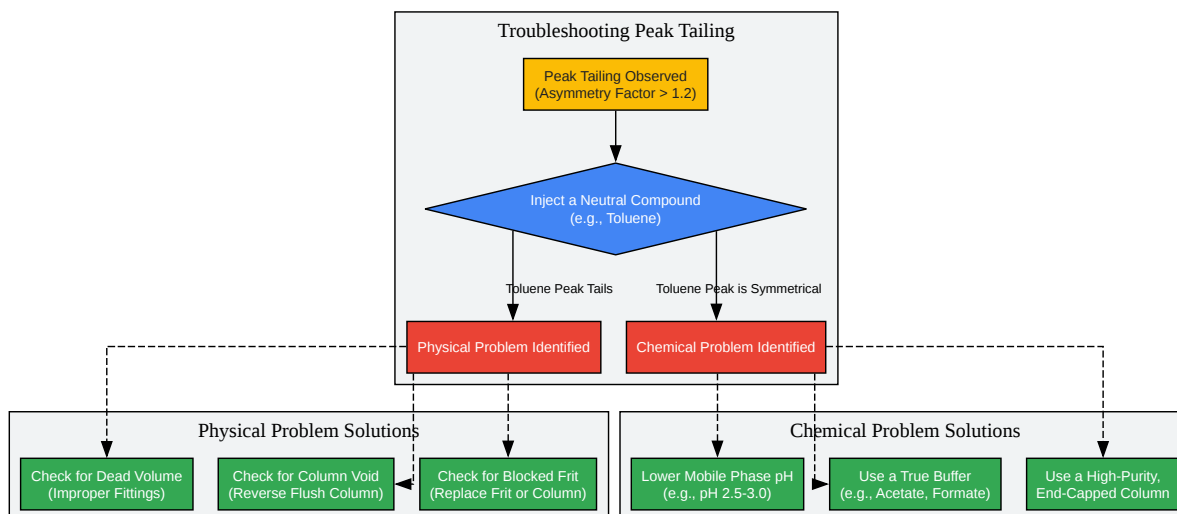 Troubleshooting Peak Tailing
Peak Tailing Observed
(Asymmetry Factor > 1.2)
Inject a Neutral Compound
(e.g., Toluene)
Toluene Peak Tails
Toluene Peak is Symmetrical
Physical Problem Identified
Chemical Problem Identified
Physical Problem Solutions
Check for Dead Volume
(Improper Fittings)
Check for Column Void
(Reverse Flush Column)
Check for Blocked Frit
(Replace Frit or Column)
Chemical Problem Solutions
Lower Mobile Phase pH
(e.g., pH 2.5-3.0)
Use a True Buffer
(e.g., Acetate, Formate)
Use a High-Purity,
End-Capped Column